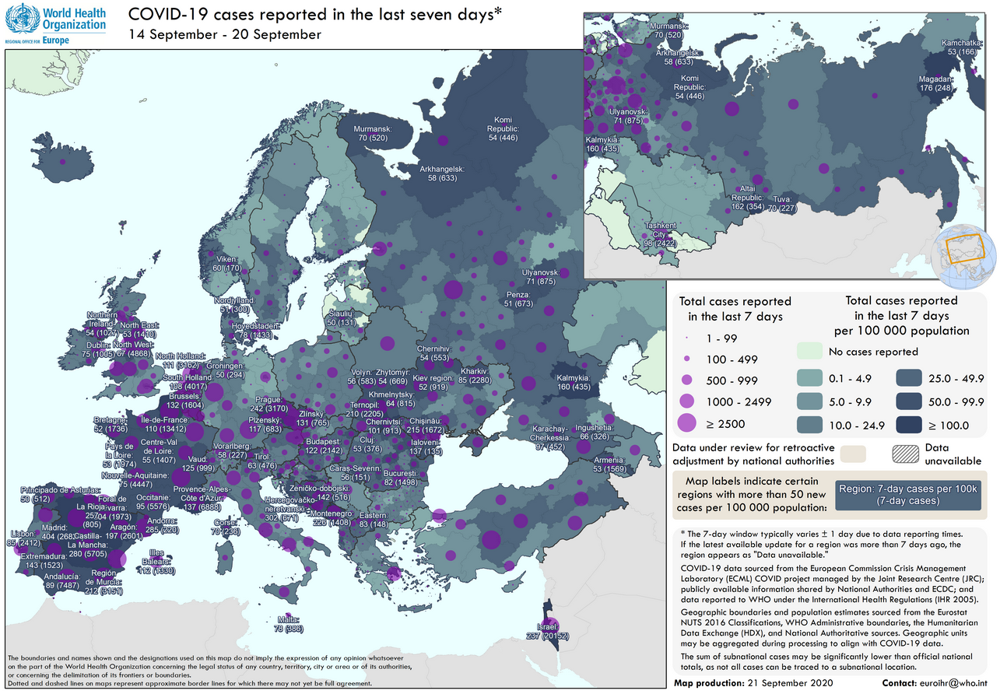 World Health
Organization
REGIONAL OFFICE FOR Europe
COVID-19 cases reported in the last seven days*
14 September - 20 September
Murmansk:
70 (520)
Komi
Republic:
54 (446)
Arkhangelsk:
58 (633)
Viken:
60 (170)
Ulyanovsk:
71 (875)
Penza:
51 (673)
Nordjylland:
51 (300)
Hovedstaden:
78 (1433)
Šiauliu:
50 (131)
Northern
Ireland:
54 (1027)
North East:
53 (1410)
Dublin:
75 (1005)
North West:
67 (4868)
North Holland:
111 (3162)
Groningen:
50 (294)
South Holland:
108 (4017)
Brussels:
132 (1604)
Chernihiv:
54 (553)
Volyn:
56 (583)
Zhytomyr:
54 (669)
Kiev region:
52 (919)
Kharkiv:
85 (2280)
Kalmykia:
160 (435)
Khmelnytsky:
64 (815)
Ternopil:
210 (2205)
Prague:
242 (3170)
Zlínský:
131 (765)
Plzenský:
117 (683)
Chernivtsi:
101 (913)
Chișinău:
215 (1672)
Bretagne:
52 (1736)
Île-de-France:
110 (13412)
Budapest:
122 (2142)
Cluj:
53 (376)
Ialoveni:
137 (135)
Karachay-
Cherkessia:
97 (452)
Ingushetia:
66 (326)
Pays de
la Loire:
53 (1974)
Centre-Val
de Loire:
55 (1407)
Vorarlberg:
58 (227)
Tirol:
63 (476)
Vaud:
125 (999)
Caras-Severin:
56 (151)
Bucuresti:
82 (1498)
Armenia:
53 (1569)
Nouvelle-Aquitaine:
75 (4447)
Zeničko-dobojski:
142 (516)
Principado de Asturias:
50 (512)
Occitanie:
95 (5576)
Provence-Alpes-
Côte d'Azur:
137 (6888)
Hercegovačko-
neretvanski:
302 (671)
Montenegro:
226 (1408)
Eastern:
83 (148)
La Rioja:
257
(805)
Foral de
Aragón:
197 (2601)
Andorra:
285 (220)
Corse:
70 (236)
Madrid:
Lisbon:
85 (2412)
Castilla-
La Mancha:
280 (5705)
Extremadura:
143 (1523)
Illes
Balears:
112 (1330)
Andalucía:
89 (7487)
Región
de Murcia:
212 (3151)
Malta:
78 (386)
Israel:
237 (20152)
The boundaries and names shown and the designations used on this map do not imply the expression of any opinion whatsoever
on the part of the World Health Organization concerning the legal status of any country, territory, city or area or of its authorities,
or concerning the delimitation of its frontiers or boundaries.
Dotted and dashed lines on maps represent approximate border lines for which there may not yet be full agreement.
Murmansk:
70 (520)
Arkhangelsk:
58 (633)
Komi
Republic:
54 (446)
Kamchatka:
53 (166)
Magadan:
176 (248)
Ulyanovsk:
71 (875)
Kalmykia:
160 (435)
Altai
Republic:
162 (354)
Tuva:
70 (227)
Tashkent
City:
98 (2422)
Total cases reported
in the last 7 days
1 - 99
100 - 499
500 - 999
1000 - 2499
≥ 2500
Total cases reported
in the last 7 days
per 100 000 population
No cases reported
0.1 - 4.9
5.0 - 9.9
10.0 - 24.9
25.0 - 49.9
50.0 - 99.9
≥ 100.0
Data under review for retroactive
adjustment by national authorities
Data
unavailable
Map labels indicate certain
regions with more than 50 new
cases per 100 000 population:
Region: 7-day cases per 100k
(7-day cases)
* The 7-day window typically varies ± 1 day due to data reporting times.
If the latest available update for a region was more than 7 days ago, the
region appears as "Data unavailable."
COVID-19 data sourced from the European Commission Crisis Management
Laboratory (ECML) COVID project managed by the Joint Research Centre (JRC);
publicly available information shared by National Authorities and ECDC; and
data reported to WHO under the International Health Regulations (IHR 2005).
Geographic boundaries and population estimates sourced from the Eurostat
NUTS 2016 Classifications, WHO Administrative boundaries, the Humanitarian
Data Exchange (HDX), and National Authoritative sources. Geographic units
may be aggregated during processing to align with COVID-19 data.
The sum of subnational cases may be significantly lower than official national
totals, as not all cases can be traced to a subnational location.
Map production: 21 September 2020
Contact: euroihr@who.int